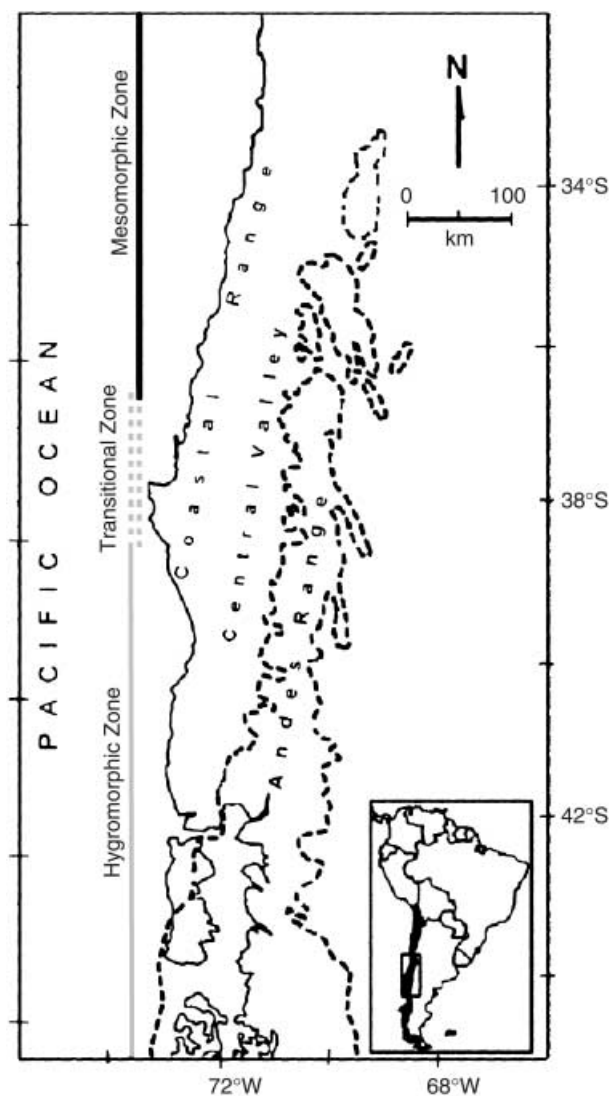 Mesomorphic Zone
Transitional Zone
Hygromorphic Zone
PACIFIC OCEAN
Coastal Range
Central Valley
Andes Range
N
0 100
km
34°S
38°S
42°S
72°W 68°W